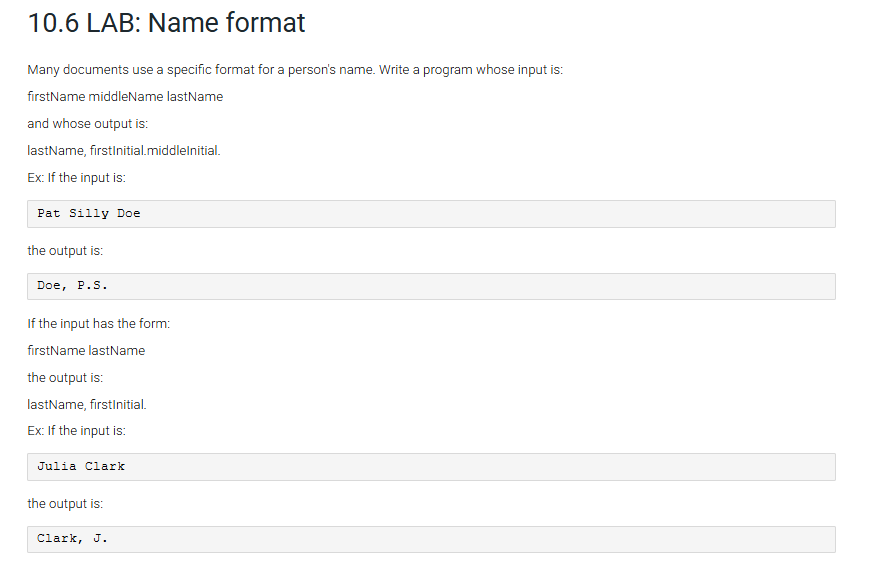 10.6 LAB: Name format
Many documents use a specific format for a person's name. Write a program whose input is:
firstName middleName lastName
and whose output is:
lastName, firstInitial.middleInitial.
Ex: If the input is:
Pat Silly Doe
the output is:
Doe, P.S.
If the input has the form:
firstName lastName
the output is:
lastName, firstInitial.
Ex: If the input is:
Julia Clark
the output is:
Clark, J.